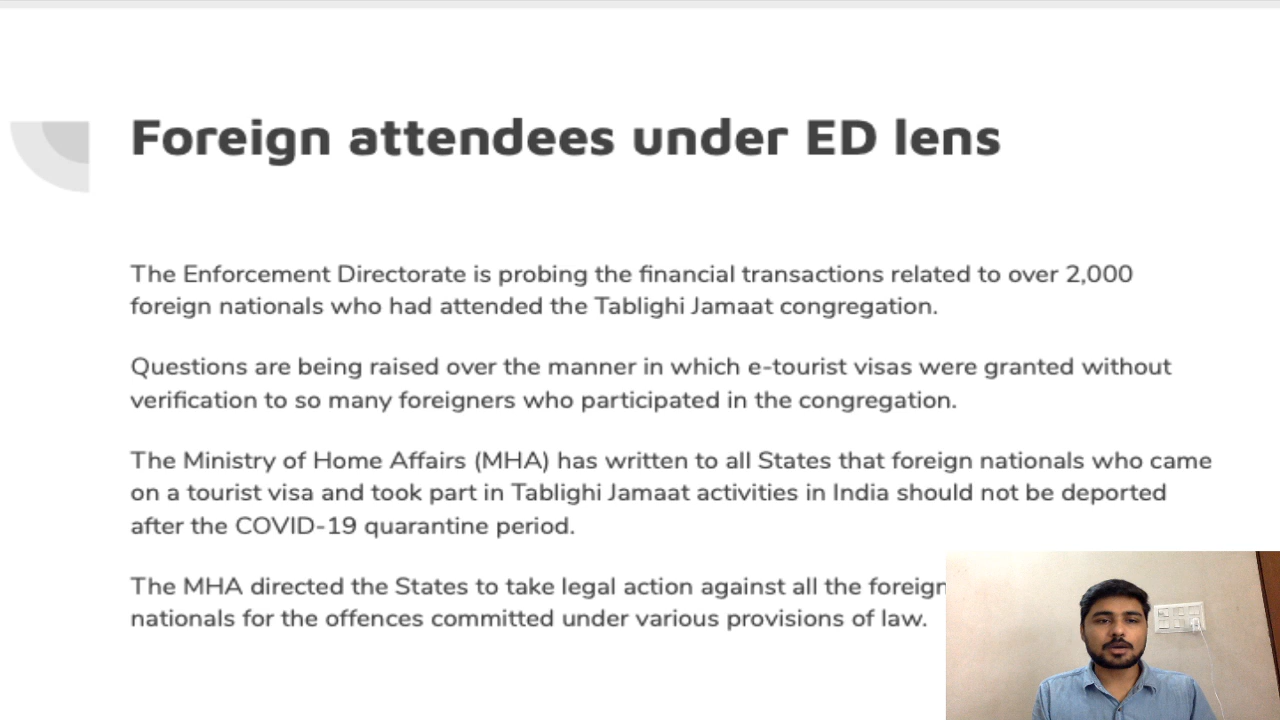 Foreign attendees under ED lens
The Enforcement Directorate is probing the financial transactions related to over 2,000
foreign nationals who had attended the Tablighi Jamaat congregation.
Questions are being raised over the manner in which e-tourist visas were granted without
verification to so many foreigners who participated in the congregation.
The Ministry of Home Affairs (MHA) has written to all States that foreign nationals who came
on a tourist visa and took part in Tablighi Jamaat activities in India should not be deported
after the COVID-19 quarantine period.
The MHA directed the States to take legal action against all the foreign
nationals for the offences committed under various provisions of law.